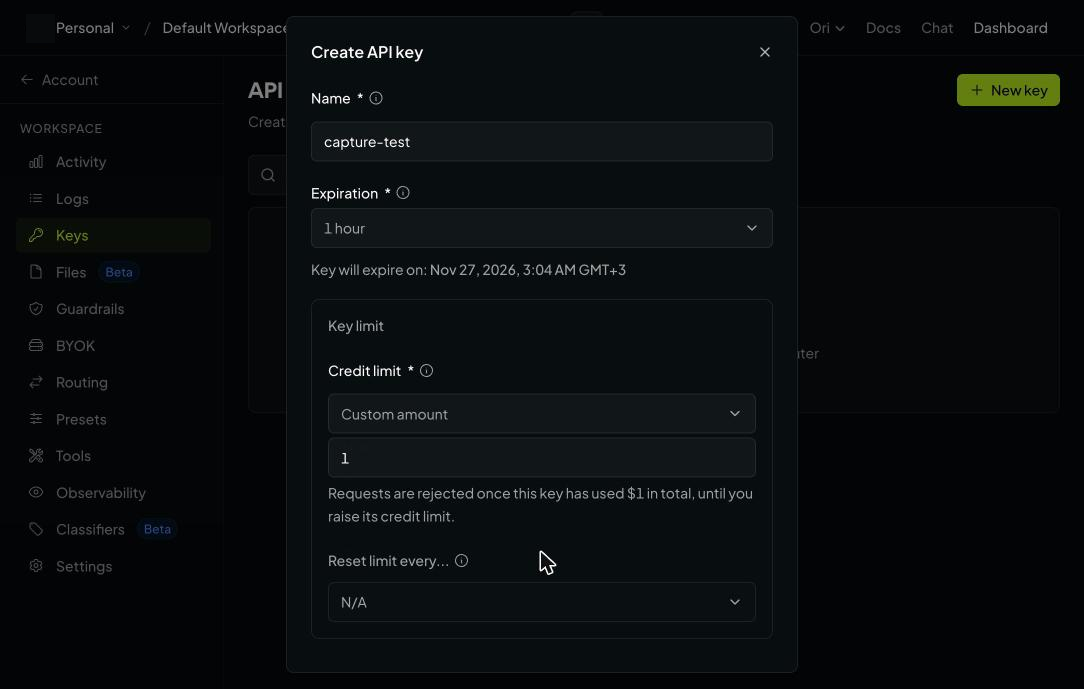 Personal / Default Workspace
Ori Docs Chat Dashboard
Account
WORKSPACE
Activity
Logs
Keys
Files Beta
Guardrails
BYOK
Routing
Presets
Tools
Observability
Classifiers Beta
Settings
API
New key
Create API key
Name *
capture-test
Expiration *
1 hour
Key will expire on: Nov 27, 2026, 3:04 AM GMT+3
Key limit
Credit limit *
Custom amount
1
Requests are rejected once this key has used $1 in total, until you
raise its credit limit.
Reset limit every...
N/A